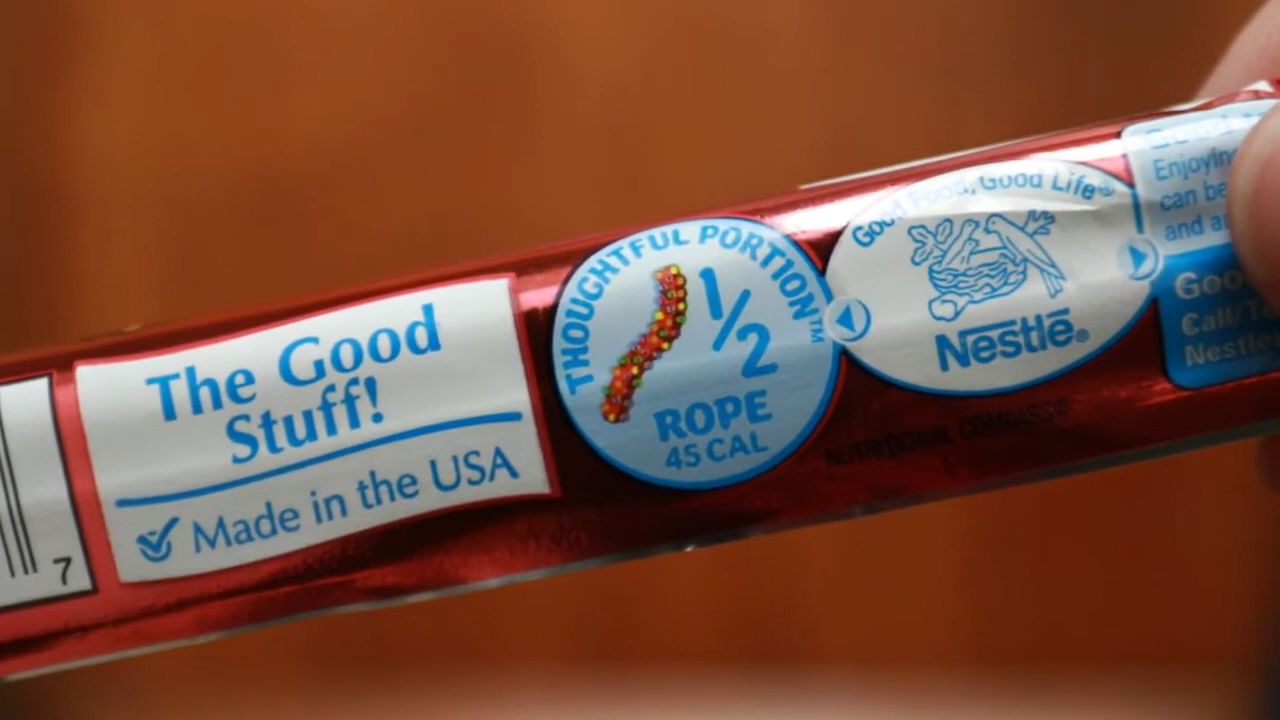 7
The Good
Stuff!
Made in the USA
THOUGHTFUL PORTION™
1/2
ROPE
45 CAL
Good Food, Good Life®
Nestlé®
NUTRITIONAL COMPASS®
Enjoying
can be
and
Good
Call/
Nestle